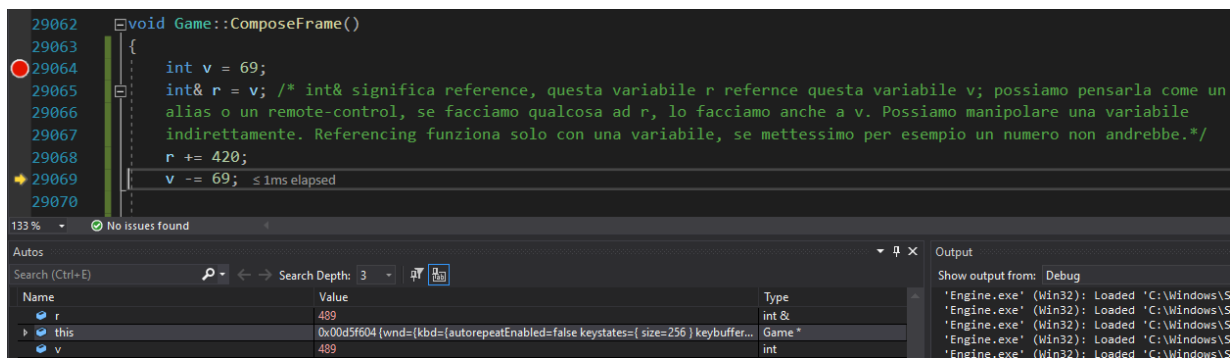 29062 void Game::ComposeFrame()
29063 {
29064 int v = 69;
29065 int& r = v; /* int& significa reference, questa variabile r refernce questa variabile v; possiamo pensarla come un
29066 alias o un remote-control, se facciamo qualcosa ad r, lo facciamo anche a v. Possiamo manipolare una variabile
29067 indirettamente. Referencing funziona solo con una variabile, se mettessimo per esempio un numero non andrebbe.*/
29068 r += 420;
29069 v -= 69; ≤ 1ms elapsed
29070
133 % No issues found
Autos
Output
Search (Ctrl+E) Search Depth: 3
Show output from: Debug
Name Value Type
r 489 int &
this 0x00d5f604 {wnd={kbd={autorepeatEnabled=false keystates={ size=256 } keybuffer... Game *
v 489 int
'Engine.exe' (Win32): Loaded 'C:\Windows\S
'Engine.exe' (Win32): Loaded 'C:\Windows\S
'Engine.exe' (Win32): Loaded 'C:\Windows\S
'Engine.exe' (Win32): Loaded 'C:\Windows\S
'Engine.exe' (Win32): Loaded 'C:\Windows\S